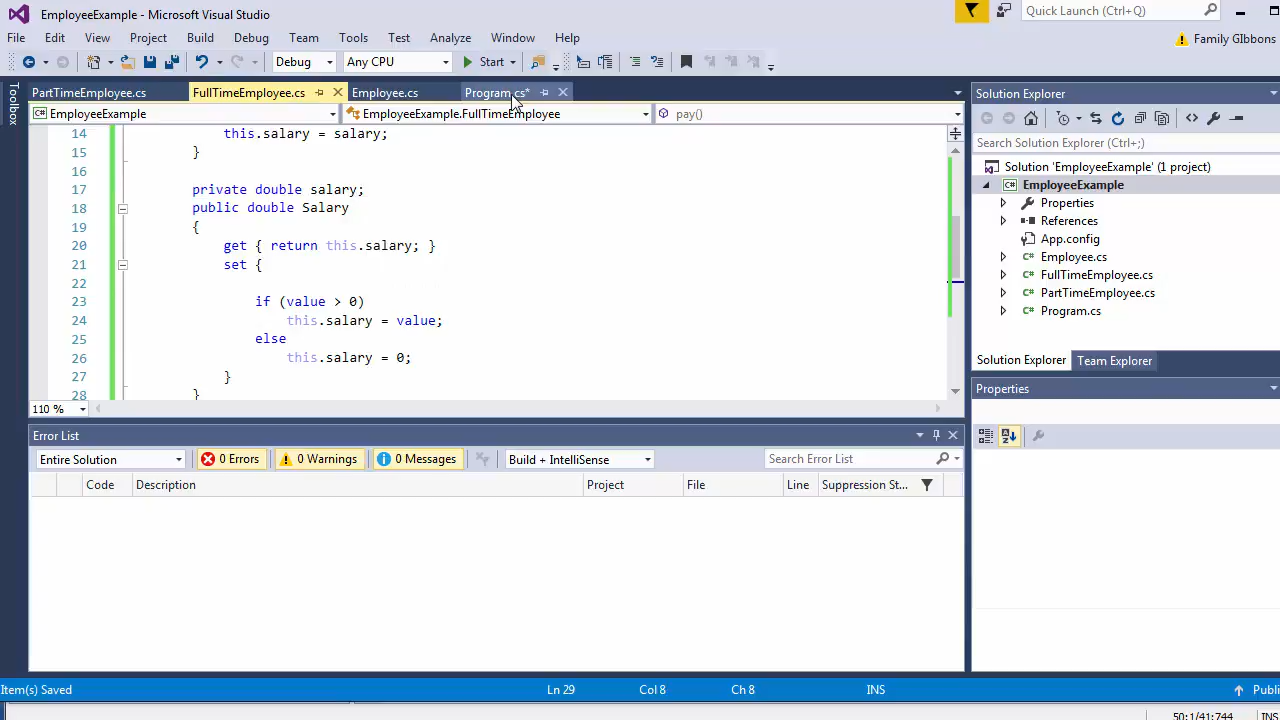 EmployeeExample - Microsoft Visual Studio
Quick Launch (Ctrl+Q)
File Edit View Project Build Debug Team Tools Test Analyze Window Help
Family GIbbons
Debug Any CPU Start
Toolbox
PartTimeEmployee.cs FullTimeEmployee.cs Employee.cs Program.cs*
EmployeeExample EmployeeExample.FullTimeEmployee pay()
14 this.salary = salary;
15 }
16
17 private double salary;
18 public double Salary
19 {
20 get { return this.salary; }
21 set {
22
23 if (value > 0)
24 this.salary = value;
25 else
26 this.salary = 0;
27 }
28 }
110 %
Solution Explorer
Search Solution Explorer (Ctrl+;)
Solution 'EmployeeExample' (1 project)
EmployeeExample
Properties
References
App.config
Employee.cs
FullTimeEmployee.cs
PartTimeEmployee.cs
Program.cs
Solution Explorer Team Explorer
Properties
Error List
Entire Solution 0 Errors 0 Warnings 0 Messages Build + IntelliSense Search Error List
Code Description Project File Line Suppression St...
Item(s) Saved Ln 29 Col 8 Ch 8 INS Publi
50:1/41:744 INS